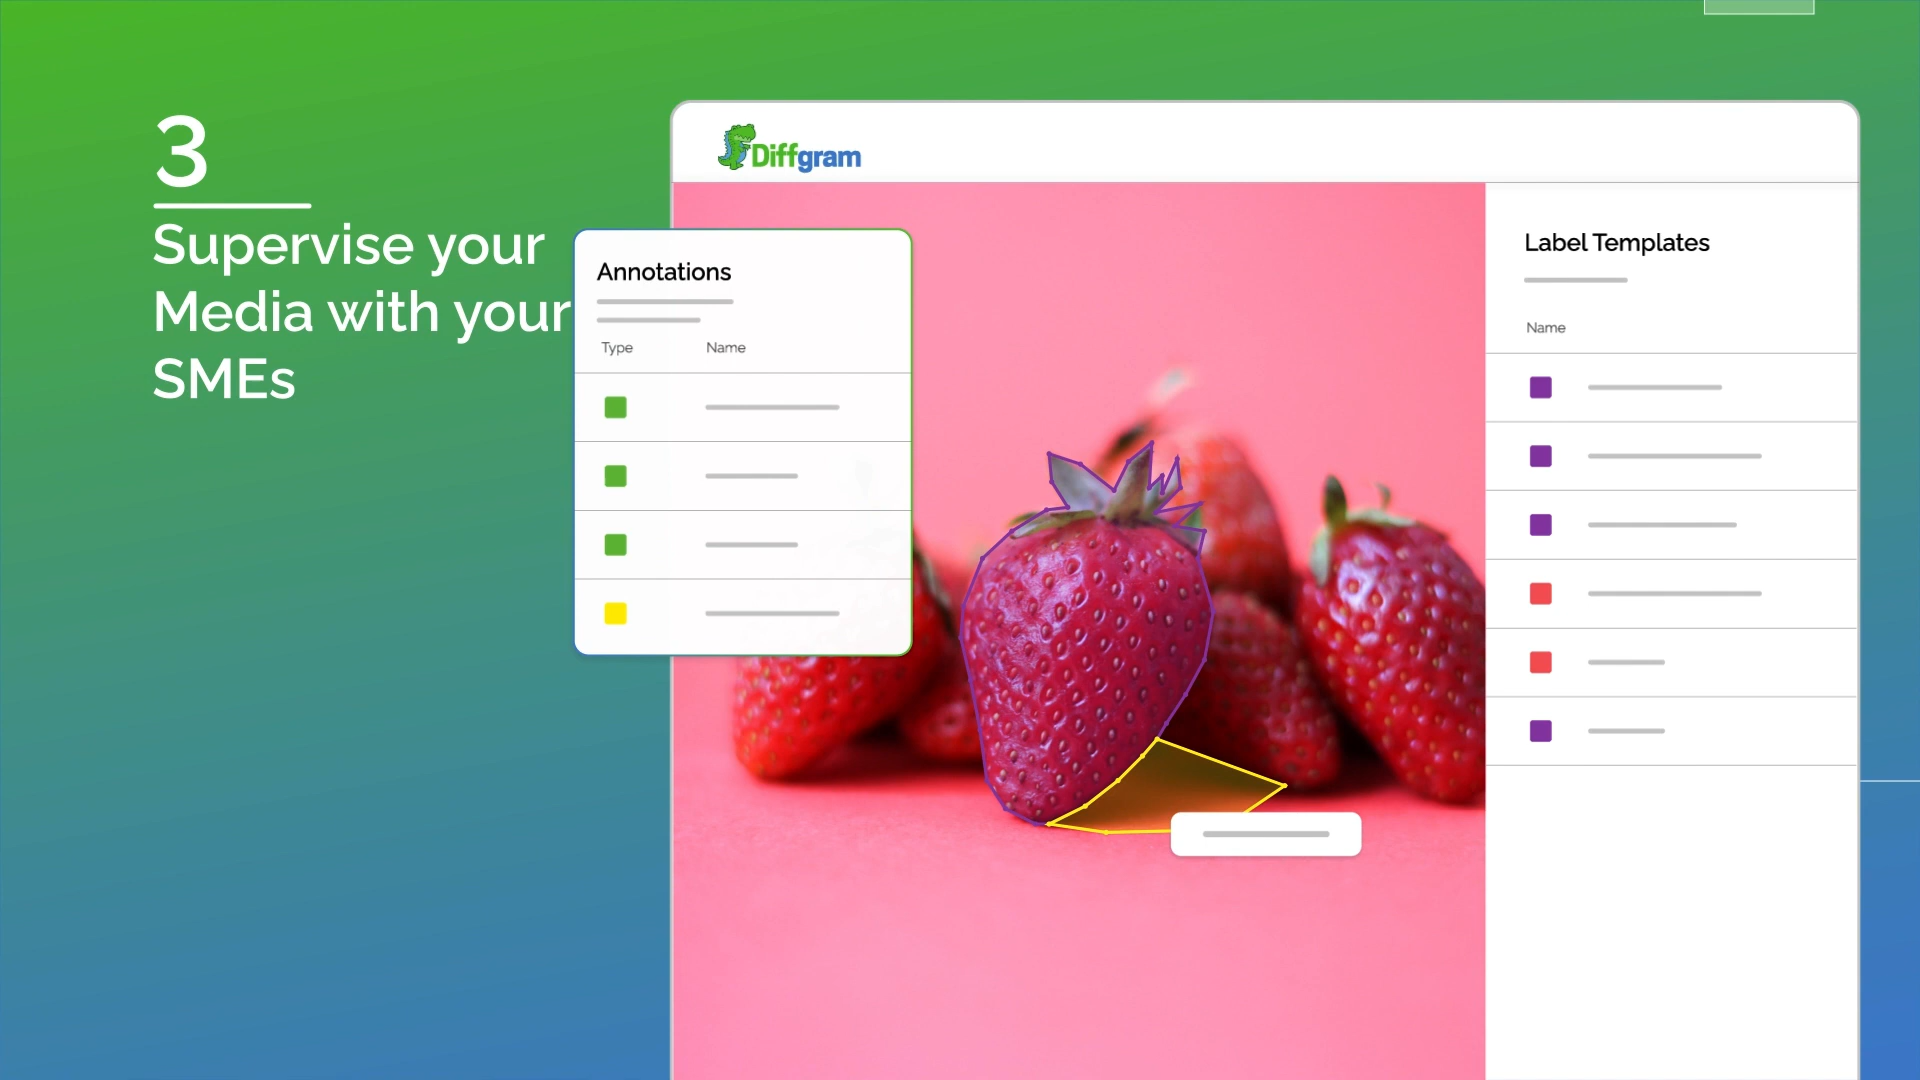 3
Supervise your
Media with your
SMEs
Diffgram
Annotations
Type Name
Label Templates
Name